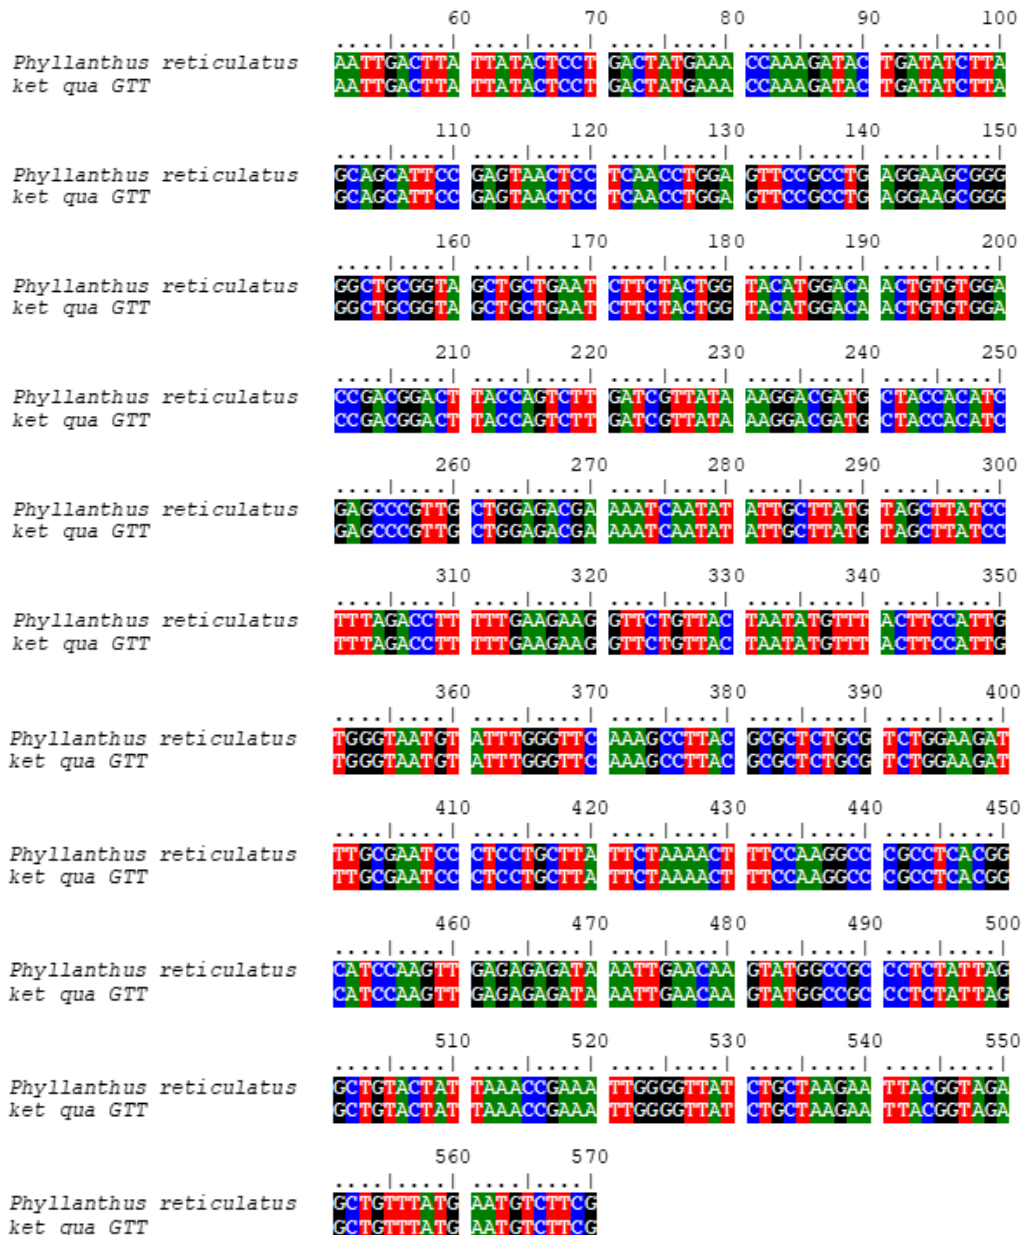 60 70 80 90 100
....|....| ....|....| ....|....| ....|....| ....|....|
Phyllanthus reticulatus AATTGACTTA TTATACTCCT GACTATGAAA CCAAAGATAC TGATATCTTA
ket qua GTT AATTGACTTA TTATACTCCT GACTATGAAA CCAAAGATAC TGATATCTTA
110 120 130 140 150
....|....| ....|....| ....|....| ....|....| ....|....|
Phyllanthus reticulatus GCAGCATTCC GAGTAACTCC TCAACCTGGA GTTCCGCCTG AGGAAGCGGG
ket qua GTT GCAGCATTCC GAGTAACTCC TCAACCTGGA GTTCCGCCTG AGGAAGCGGG
160 170 180 190 200
....|....| ....|....| ....|....| ....|....| ....|....|
Phyllanthus reticulatus GGCTGCGGTA GCTGCTGAAT CTTCTACTGG TACATGGACA ACTGTGTGGA
ket qua GTT GGCTGCGGTA GCTGCTGAAT CTTCTACTGG TACATGGACA ACTGTGTGGA
210 220 230 240 250
....|....| ....|....| ....|....| ....|....| ....|....|
Phyllanthus reticulatus CCGACGGACT TACCAGTCTT GATCGTTATA AAGGACGATG CTACCACATC
ket qua GTT CCGACGGACT TACCAGTCTT GATCGTTATA AAGGACGATG CTACCACATC
260 270 280 290 300
....|....| ....|....| ....|....| ....|....| ....|....|
Phyllanthus reticulatus GAGCCCGTTG CTGGAGACGA AAATCAATAT ATTGCTTATG TAGCTTATCC
ket qua GTT GAGCCCGTTG CTGGAGACGA AAATCAATAT ATTGCTTATG TAGCTTATCC
310 320 330 340 350
....|....| ....|....| ....|....| ....|....| ....|....|
Phyllanthus reticulatus TTTAGACCTT TTTGAAGAAG GTTCTGTTAC TAATATGTTT ACTTCCATTG
ket qua GTT TTTAGACCTT TTTGAAGAAG GTTCTGTTAC TAATATGTTT ACTTCCATTG
360 370 380 390 400
....|....| ....|....| ....|....| ....|....| ....|....|
Phyllanthus reticulatus TGGGTAATGT ATTTGGGTTC AAAGCCTTAC GCGCTCTGCG TCTGGAAGAT
ket qua GTT TGGGTAATGT ATTTGGGTTC AAAGCCTTAC GCGCTCTGCG TCTGGAAGAT
410 420 430 440 450
....|....| ....|....| ....|....| ....|....| ....|....|
Phyllanthus reticulatus TTGCGAATCC CTCCTGCTTA TTCTAAAACT TTCCAAGGCC CGCCTCACGG
ket qua GTT TTGCGAATCC CTCCTGCTTA TTCTAAAACT TTCCAAGGCC CGCCTCACGG
460 470 480 490 500
....|....| ....|....| ....|....| ....|....| ....|....|
Phyllanthus reticulatus CATCCAAGTT GAGAGAGATA AATTGAACAA GTATGGCCGC CCTCTATTAG
ket qua GTT CATCCAAGTT GAGAGAGATA AATTGAACAA GTATGGCCGC CCTCTATTAG
510 520 530 540 550
....|....| ....|....| ....|....| ....|....| ....|....|
Phyllanthus reticulatus GCTGTACTAT TAAACCGAAA TTGGGGTTAT CTGCTAAGAA TTACGGTAGA
ket qua GTT GCTGTACTAT TAAACCGAAA TTGGGGTTAT CTGCTAAGAA TTACGGTAGA
560 570
....|....| ....|....|
Phyllanthus reticulatus GCTGTTTATG AATGTCTTCG
ket qua GTT GCTGTTTATG AATGTCTTCG